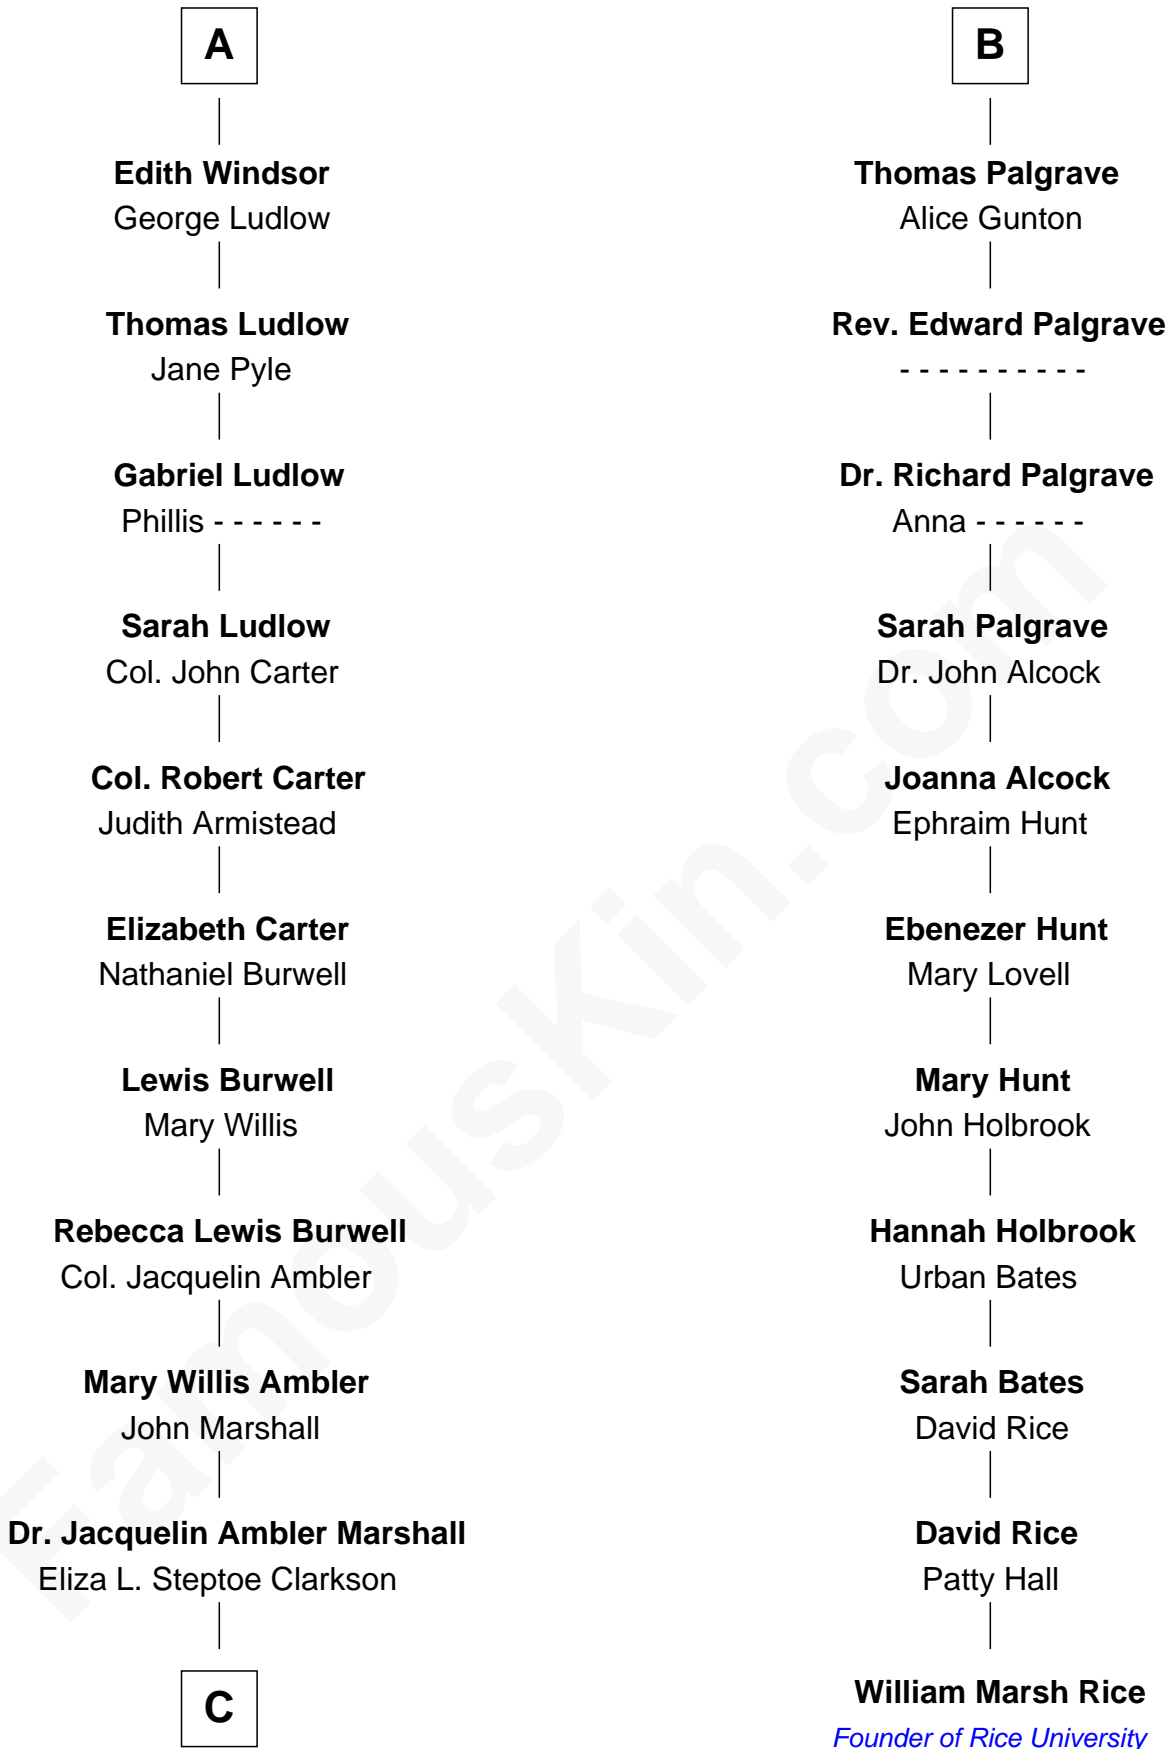 A
Edith Windsor
George Ludlow
Thomas Ludlow
Jane Pyle
Gabriel Ludlow
Phillis - - - - - -
Sarah Ludlow
Col. John Carter
Col. Robert Carter
Judith Armistead
Elizabeth Carter
Nathaniel Burwell
Lewis Burwell
Mary Willis
Rebecca Lewis Burwell
Col. Jacquelin Ambler
Mary Willis Ambler
John Marshall
Dr. Jacquelin Ambler Marshall
Eliza L. Steptoe Clarkson
C
B
Thomas Palgrave
Alice Gunton
Rev. Edward Palgrave
- - - - - - - - - -
Dr. Richard Palgrave
Anna - - - - - -
Sarah Palgrave
Dr. John Alcock
Joanna Alcock
Ephraim Hunt
Ebenezer Hunt
Mary Lovell
Mary Hunt
John Holbrook
Hannah Holbrook
Urban Bates
Sarah Bates
David Rice
David Rice
Patty Hall
William Marsh Rice
Founder of Rice University
FamousKin.com